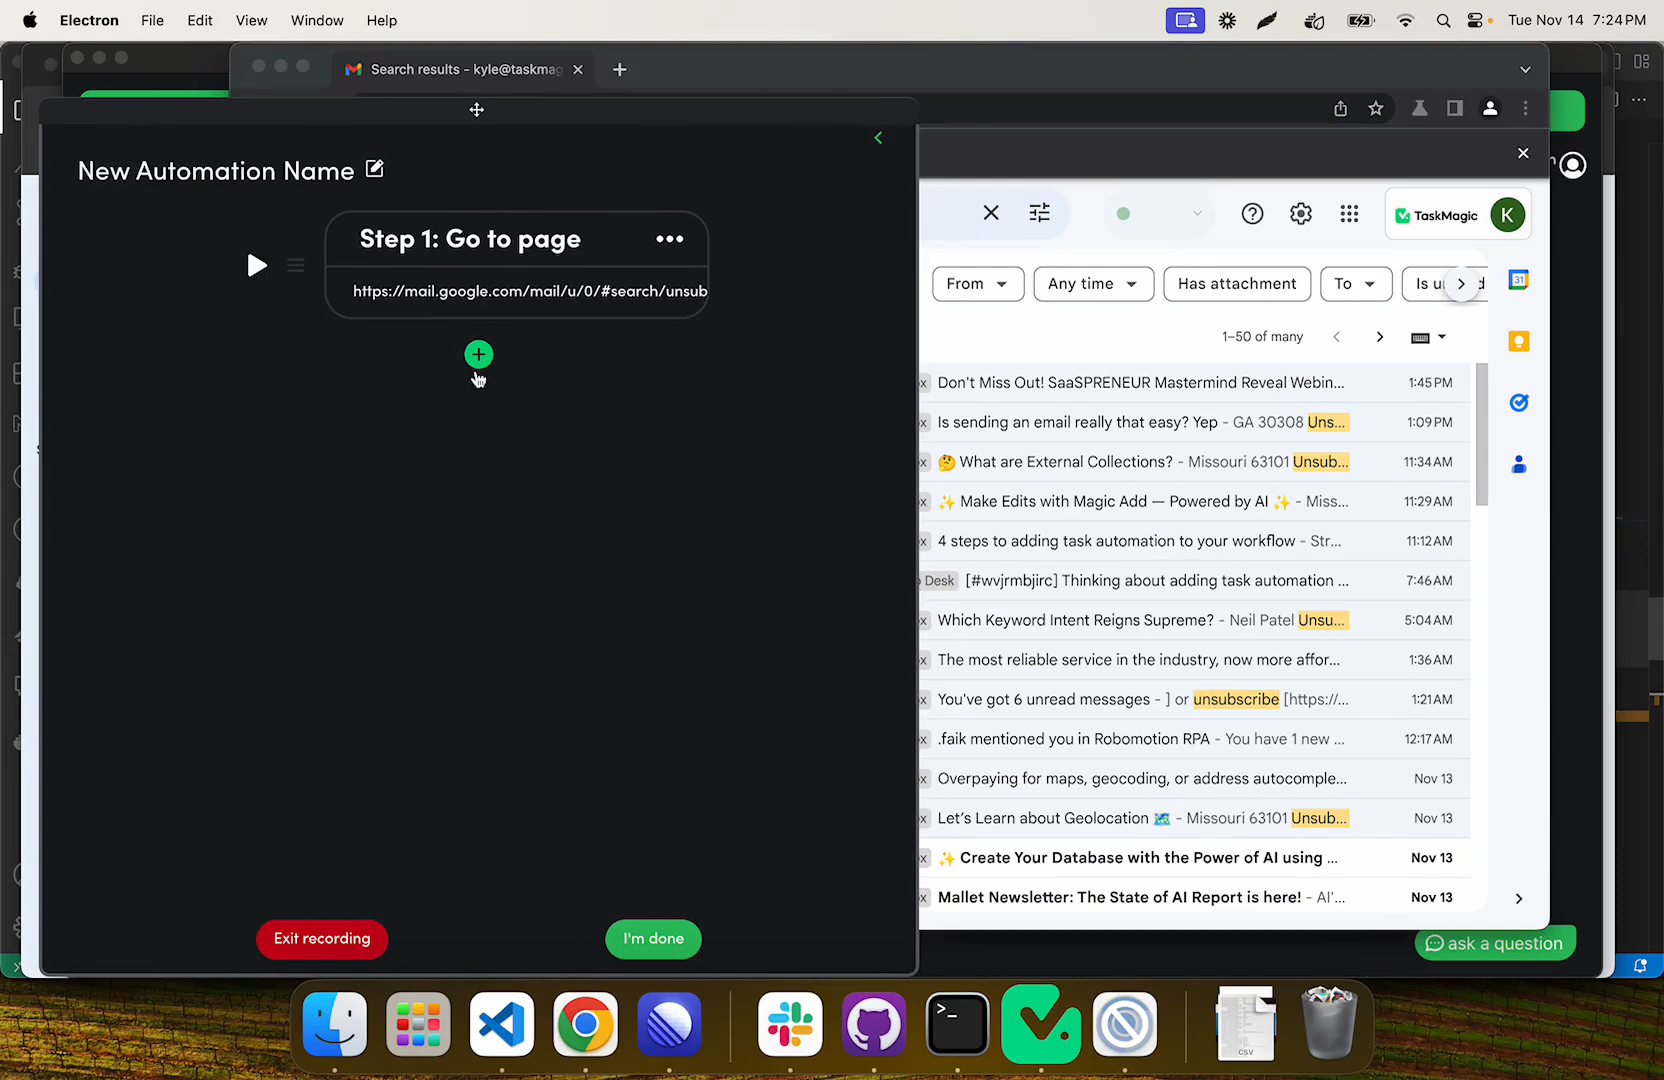 Electron File Edit View Window Help Tue Nov 14 7:24 PM
Search results - kyle@taskmag
New Automation Name
Step 1: Go to page
https://mail.google.com/mail/u/0/#search/unsub
Exit recording
I'm done
TaskMagic K
From Any time Has attachment To
1–50 of many
31
Don't Miss Out! SaaSPRENEUR Mastermind Reveal Webin... 1:45 PM
Is sending an email really that easy? Yep - GA 30308 Uns... 1:09 PM
🤔 What are External Collections? - Missouri 63101 Unsub... 11:34 AM
✨ Make Edits with Magic Add — Powered by AI ✨ - Miss... 11:29 AM
4 steps to adding task automation to your workflow - Str... 11:12 AM
Desk [#wvjrmbjirc] Thinking about adding task automation ... 7:46 AM
Which Keyword Intent Reigns Supreme? - Neil Patel Unsu... 5:04 AM
The most reliable service in the industry, now more affor... 1:36 AM
You've got 6 unread messages - ] or unsubscribe [https://... 1:21 AM
.faik mentioned you in Robomotion RPA - You have 1 new ... 12:17 AM
Overpaying for maps, geocoding, or address autocomple... Nov 13
Let's Learn about Geolocation 🗺️ - Missouri 63101 Unsub... Nov 13
✨ Create Your Database with the Power of AI using ... Nov 13
Mallet Newsletter: The State of AI Report is here! - AI'... Nov 13
ask a question
CSV